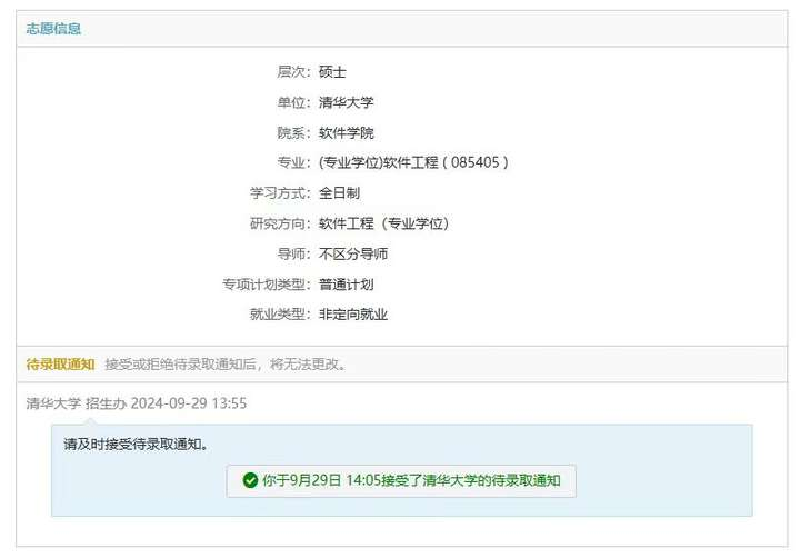 志愿信息
层次：硕士
单位：清华大学
院系：软件学院
专业：(专业学位)软件工程 ( 085405 )
学习方式：全日制
研究方向：软件工程（专业学位）
导师：不区分导师
专项计划类型：普通计划
就业类型：非定向就业
待录取通知 接受或拒绝待录取通知后，将无法更改。
清华大学 招生办 2024-09-29 13:55
请及时接受待录取通知。
你于9月29日 14:05接受了清华大学的待录取通知